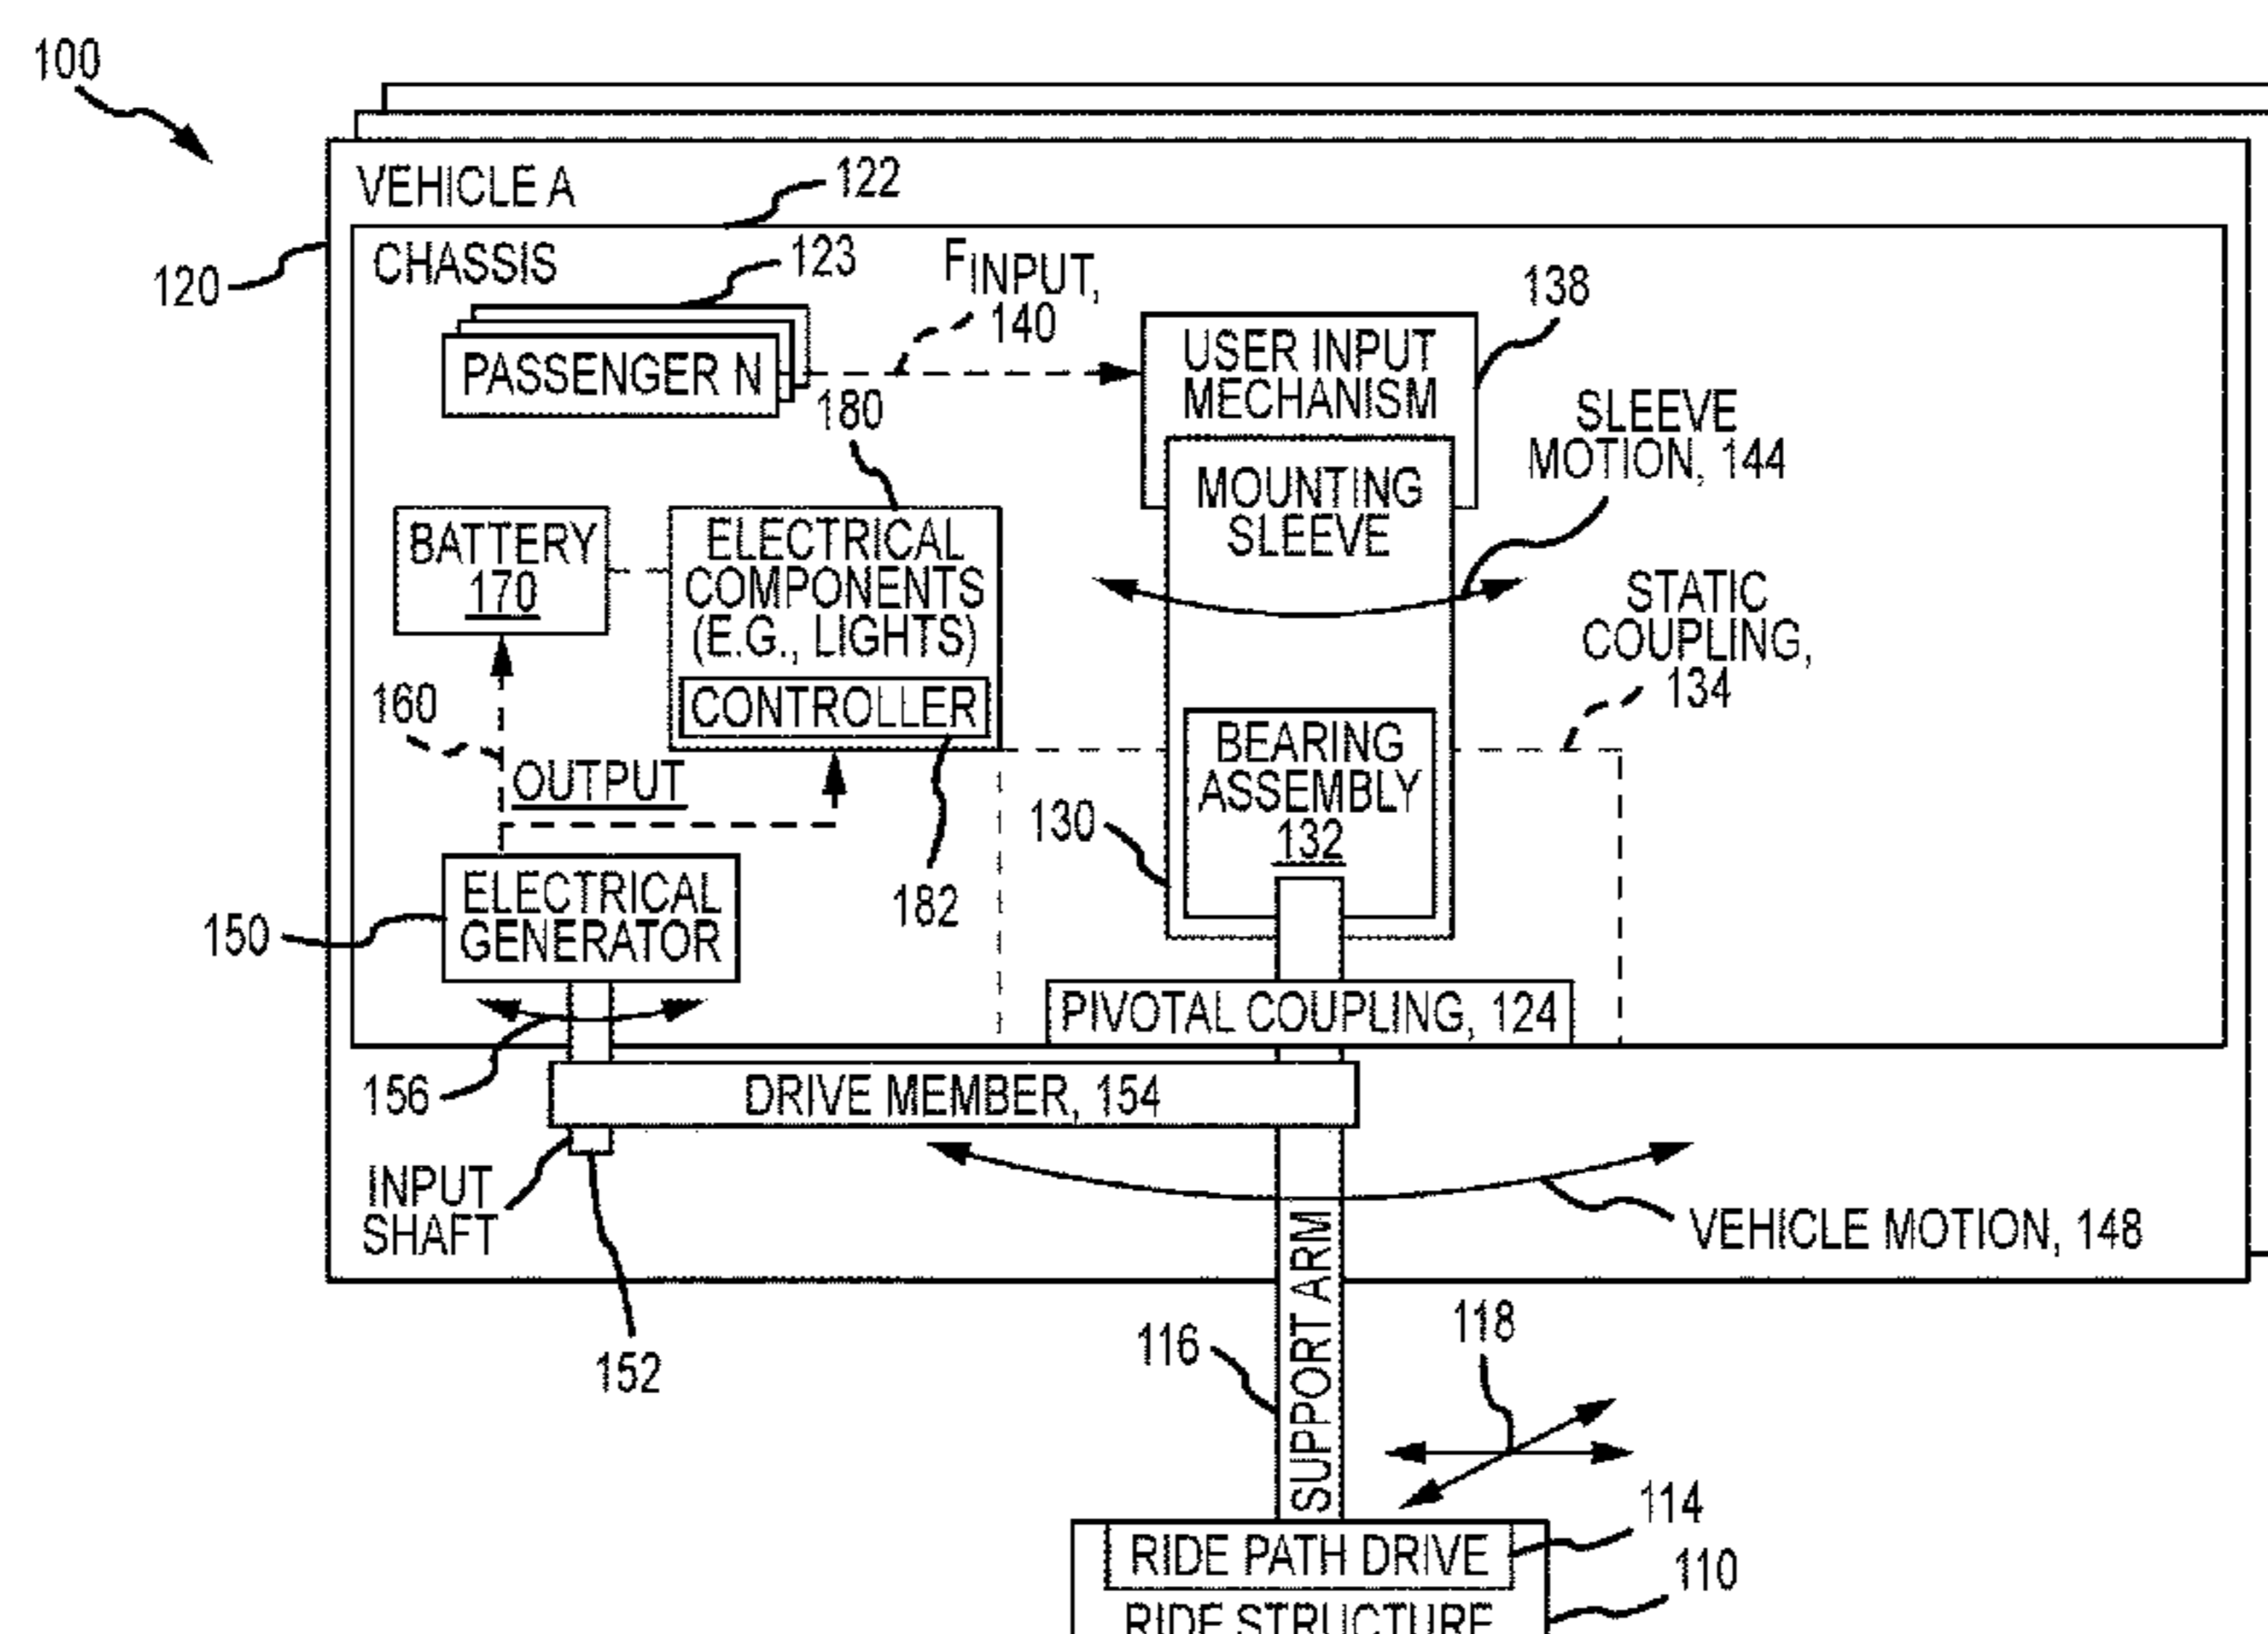 100
VEHICLE A
122
120
CHASSIS
123
FINPUT,
140
138
PASSENGER N
USER INPUT
MECHANISM
180
SLEEVE
MOTION, 144
MOUNTING
SLEEVE
BATTERY
170
ELECTRICAL
COMPONENTS
(E.G., LIGHTS)
CONTROLLER
STATIC
COUPLING,
134
160
OUTPUT
BEARING
ASSEMBLY
132
130
182
150
ELECTRICAL
GENERATOR
PIVOTAL COUPLING, 124
156
DRIVE MEMBER, 154
INPUT
SHAFT
VEHICLE MOTION, 148
152
116
SUPPORT ARM
118
114
RIDE PATH DRIVE
110
RIDE STRUCTURE